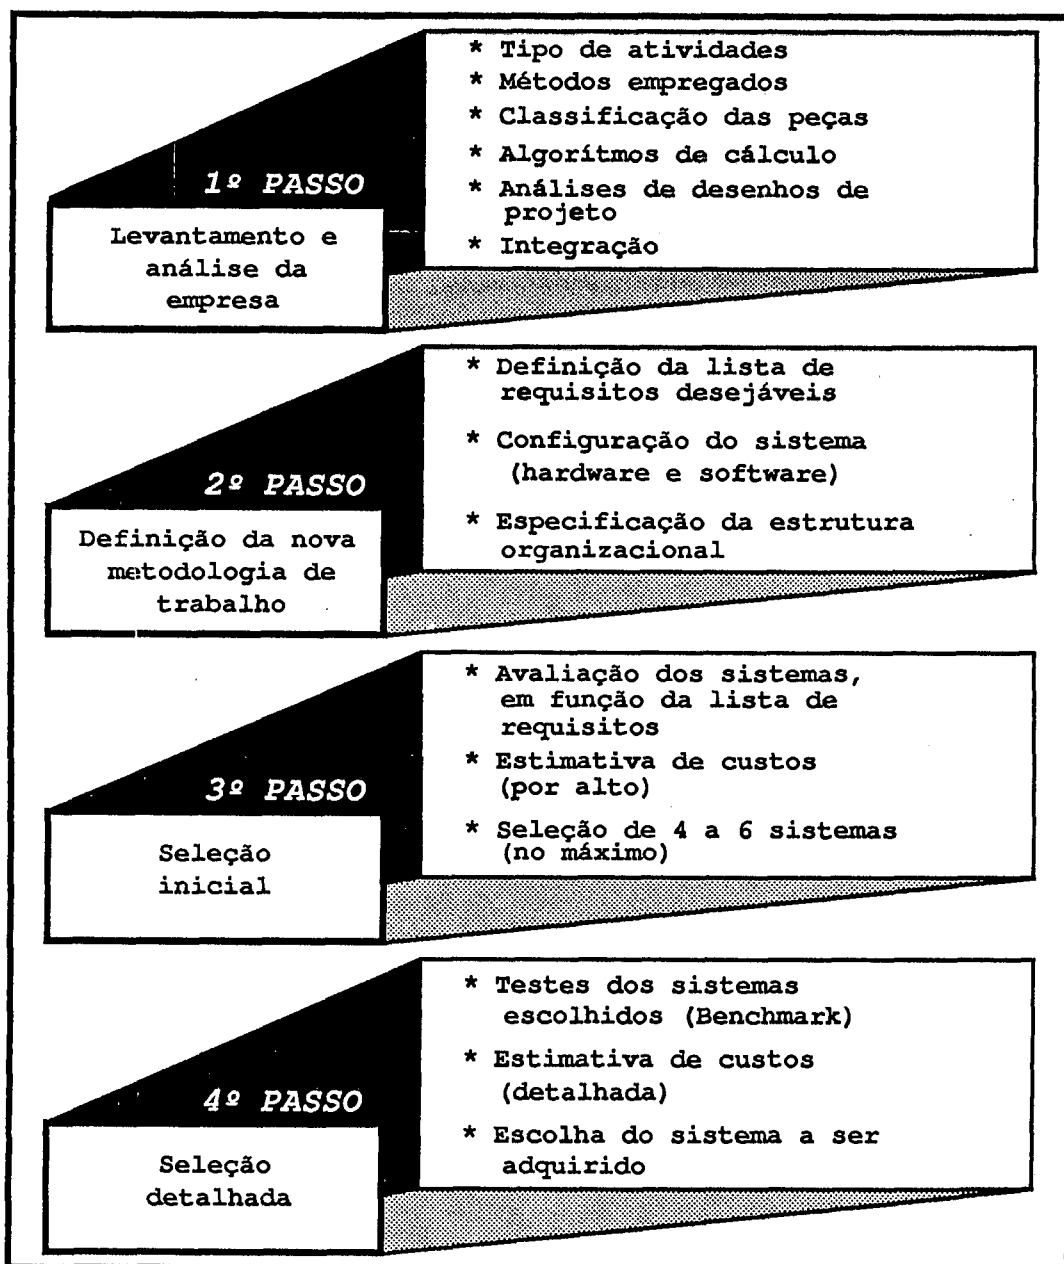 * Tipo de atividades
* Métodos empregados
* Classificação das peças
* Algorítmos de cálculo
* Análises de desenhos de
projeto
* Integração
1º PASSO
Levantamento e
análise da
empresa
* Definição da lista de
requisitos desejáveis
* Configuração do sistema
(hardware e software)
* Especificação da estrutura
organizacional
2º PASSO
Definição da nova
metodologia de
trabalho
* Avaliação dos sistemas,
em função da lista de
requisitos
* Estimativa de custos
(por alto)
* Seleção de 4 a 6 sistemas
(no máximo)
3º PASSO
Seleção
inicial
* Testes dos sistemas
escolhidos (Benchmark)
* Estimativa de custos
(detalhada)
* Escolha do sistema a ser
adquirido
4º PASSO
Seleção
detalhada